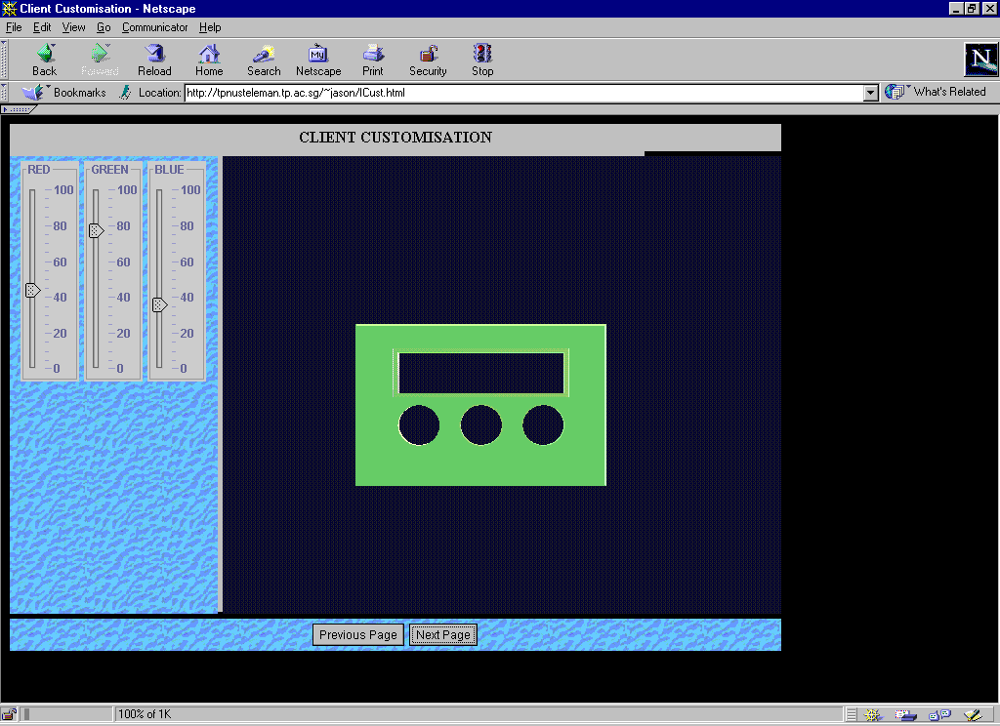 Client Customisation - Netscape
File Edit View Go Communicator Help
Back Forward Reload Home Search My Netscape Print Security Stop N
Bookmarks Location: http://tpnusteleman.tp.ac.sg/~jason/ICust.html What's Related
CLIENT CUSTOMISATION
RED GREEN BLUE
100 100 100
80 80 80
60 60 60
40 40 40
20 20 20
0 0 0
Previous Page Next Page
100% of 1K